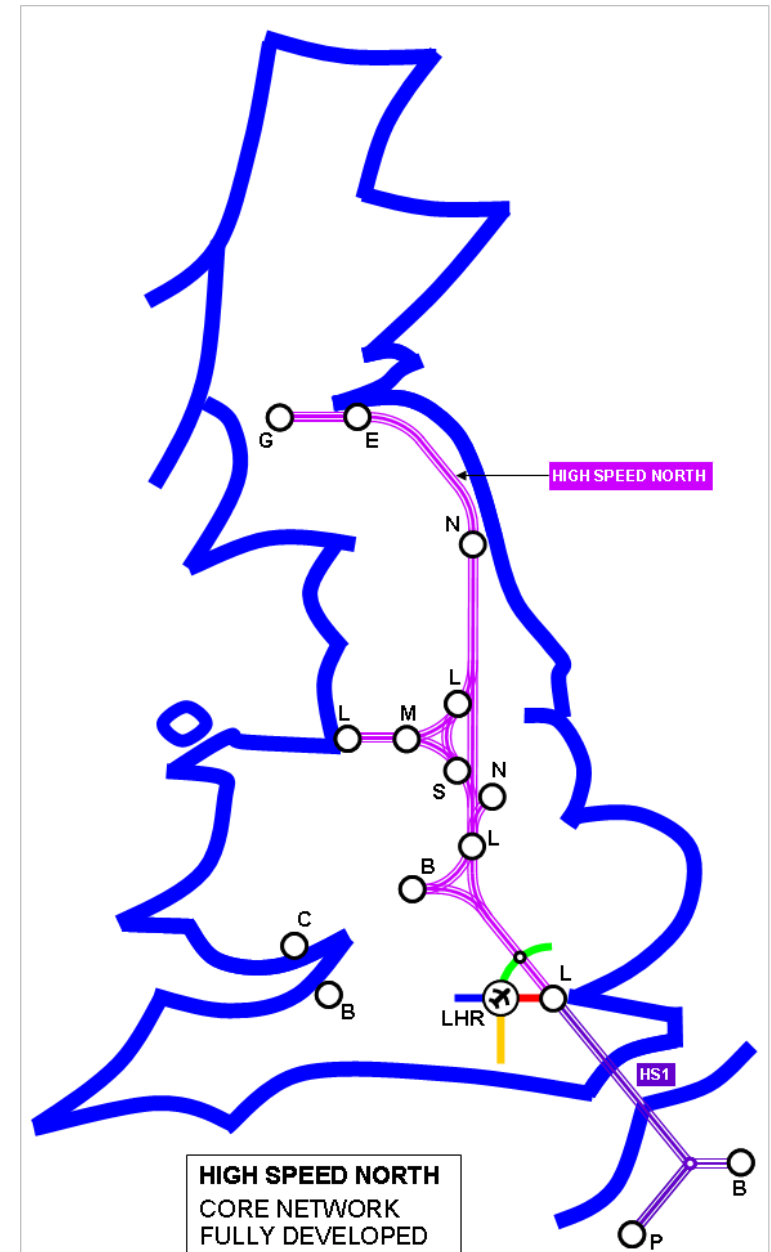 G
E
HIGH SPEED NORTH
N
L
L
M
S
N
L
B
C
B
L
LHR
HS1
B
P
HIGH SPEED NORTH
CORE NETWORK
FULLY DEVELOPED